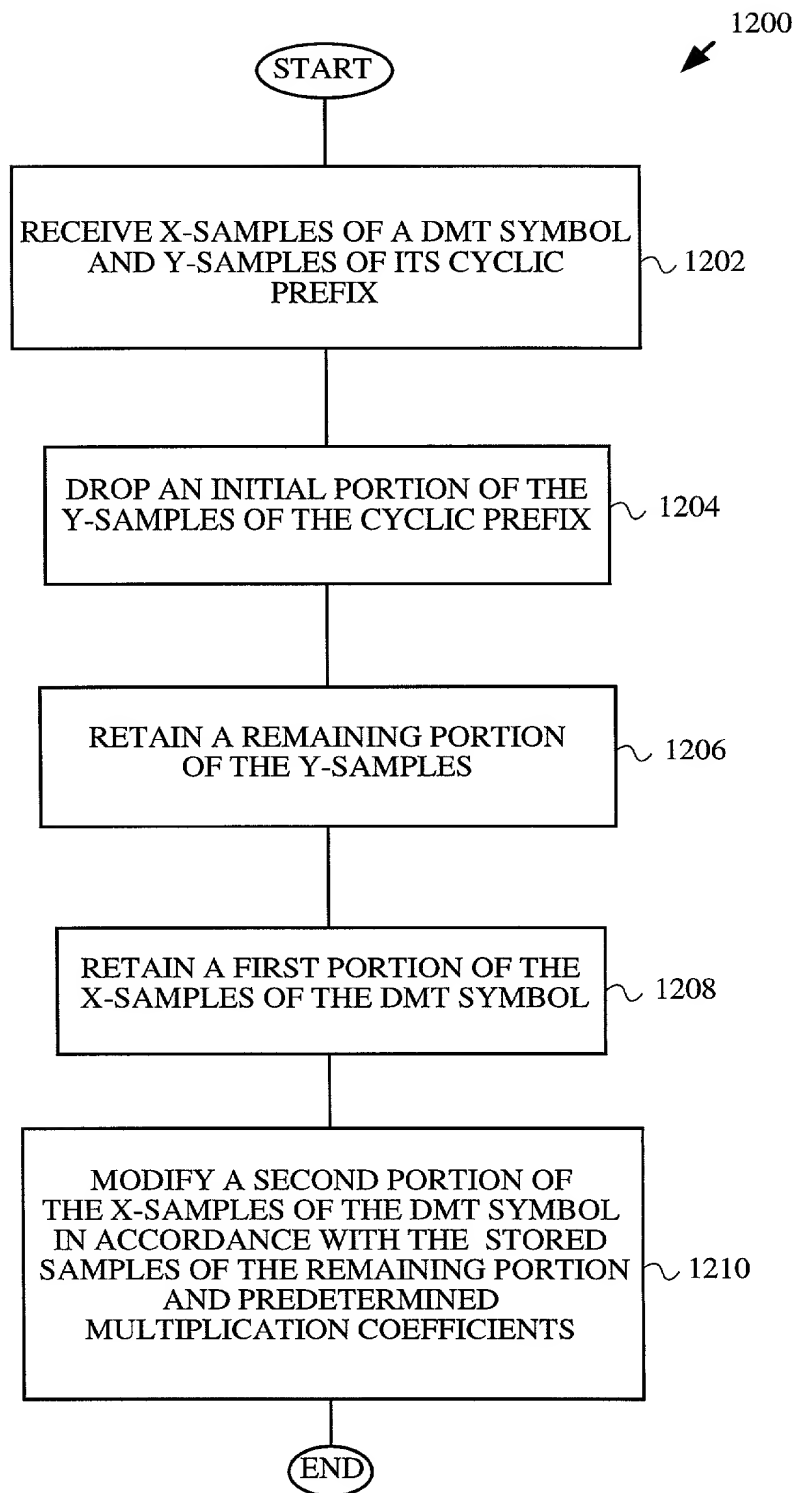 1200
START
RECEIVE X-SAMPLES OF A DMT SYMBOL
AND Y-SAMPLES OF ITS CYCLIC
PREFIX
1202
DROP AN INITIAL PORTION OF THE
Y-SAMPLES OF THE CYCLIC PREFIX
1204
RETAIN A REMAINING PORTION
OF THE Y-SAMPLES
1206
RETAIN A FIRST PORTION OF THE
X-SAMPLES OF THE DMT SYMBOL
1208
MODIFY A SECOND PORTION OF
THE X-SAMPLES OF THE DMT SYMBOL
IN ACCORDANCE WITH THE STORED
SAMPLES OF THE REMAINING PORTION
AND PREDETERMINED
MULTIPLICATION COEFFICIENTS
1210
END